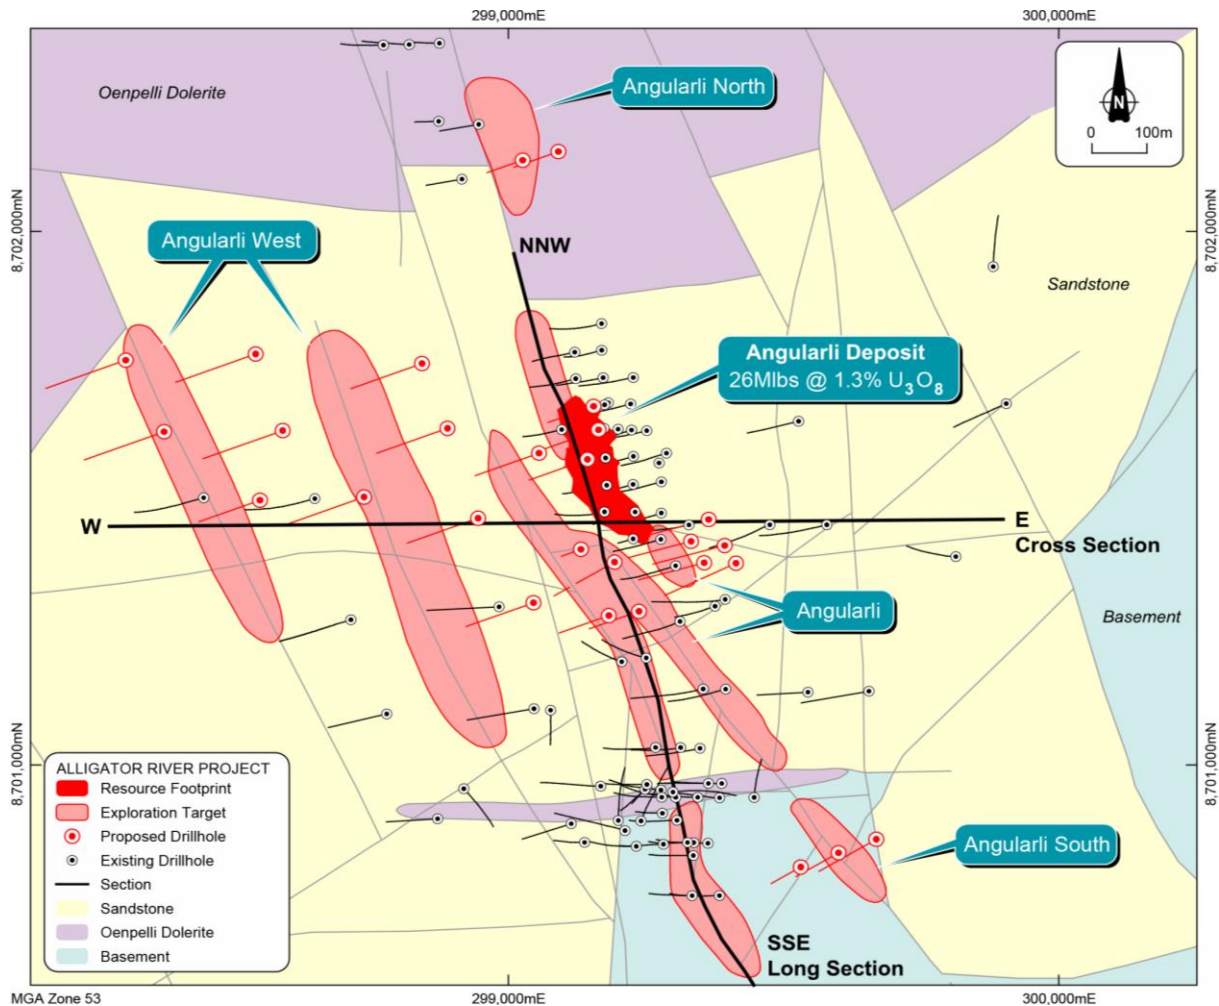 299,000mE
300,000mE
Oenpelli Dolerite
Angularli North
N
0 100m
8,702,000mN
8,702,000mN
Angularli West
NNW
Sandstone
Angularli Deposit
26Mlbs @ 1.3% U₃O₈
W
E
Cross Section
Angularli
Basement
8,701,000mN
8,701,000mN
ALLIGATOR RIVER PROJECT
Resource Footprint
Exploration Target
Proposed Drillhole
Existing Drillhole
Section
Sandstone
Oenpelli Dolerite
Basement
Angularli South
SSE
Long Section
MGA Zone 53
299,000mE
300,000mE